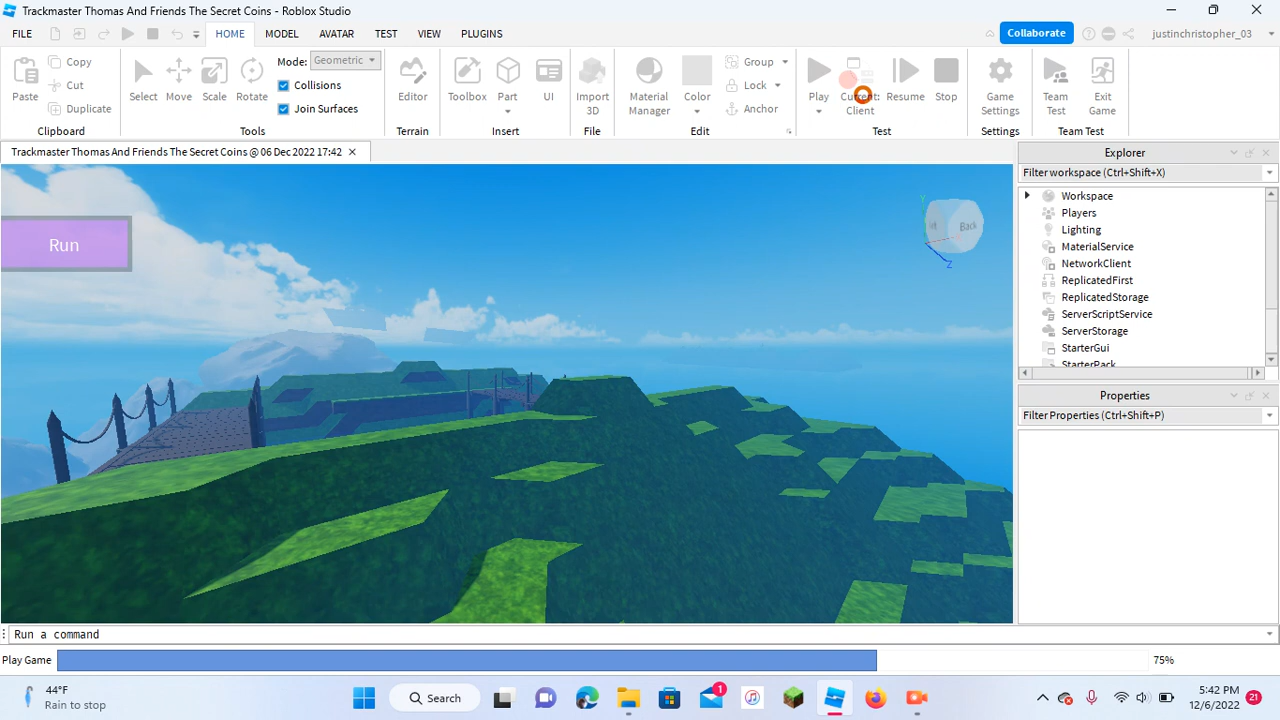 Trackmaster Thomas And Friends The Secret Coins - Roblox Studio
FILE HOME MODEL AVATAR TEST VIEW PLUGINS Collaborate justinchristopher_03
Paste Copy Cut Duplicate
Clipboard
Select Move Scale Rotate
Mode: Geometric
Collisions
Join Surfaces
Tools
Editor
Terrain
Toolbox Part UI
Insert
Import 3D
File
Material Manager Color Group Lock Anchor
Edit
Play Current: Client Resume Stop
Test
Game Settings
Settings
Team Test Exit Game
Team Test
Trackmaster Thomas And Friends The Secret Coins @ 06 Dec 2022 17:42
Run
Y
Back
Z
Explorer
Filter workspace (Ctrl+Shift+X)
Workspace
Players
Lighting
MaterialService
NetworkClient
ReplicatedFirst
ReplicatedStorage
ServerScriptService
ServerStorage
StarterGui
StarterPack
Properties
Filter Properties (Ctrl+Shift+P)
Run a command
Play Game 75%
44°F
Rain to stop
Search
1
5:42 PM
12/6/2022
21